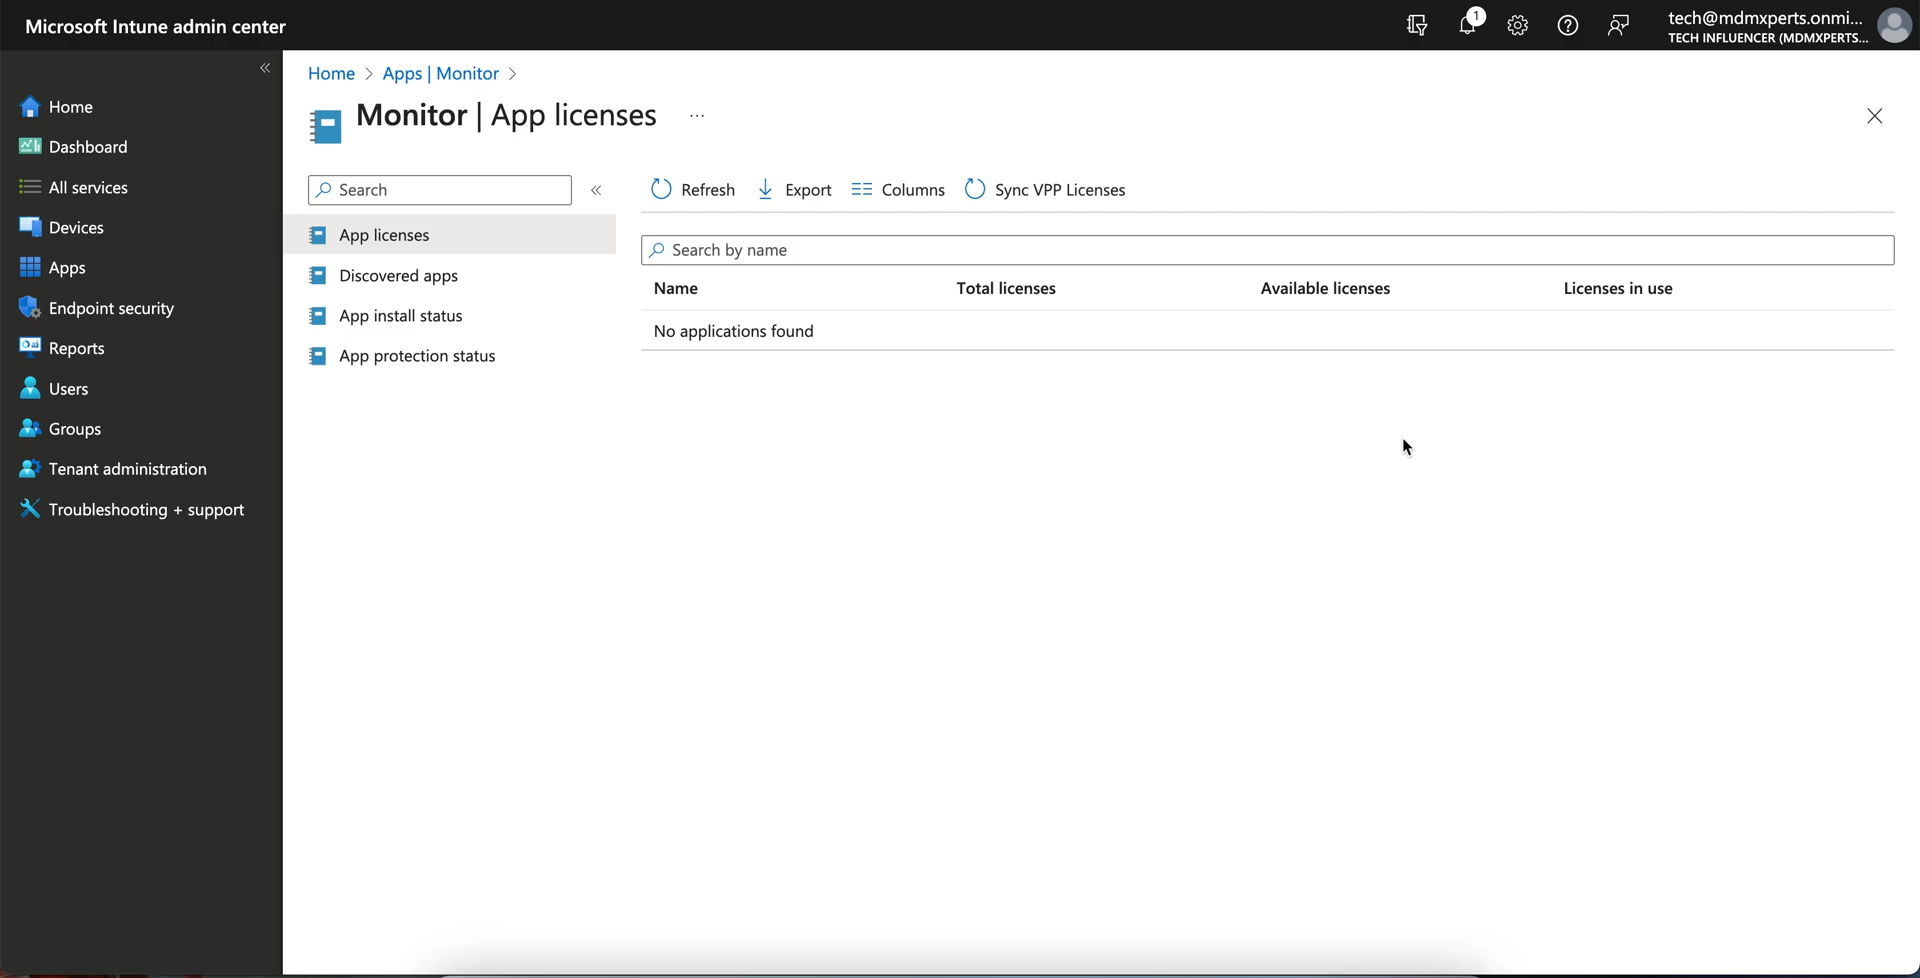 Microsoft Intune admin center
1
tech@mdmxperts.onmi...
TECH INFLUENCER (MDMXPERTS...
Home
Dashboard
All services
Devices
Apps
Endpoint security
Reports
Users
Groups
Tenant administration
Troubleshooting + support
Home > Apps | Monitor >
Monitor | App licenses ...
Search
App licenses
Discovered apps
App install status
App protection status
Refresh Export Columns Sync VPP Licenses
Search by name
Name Total licenses Available licenses Licenses in use
No applications found